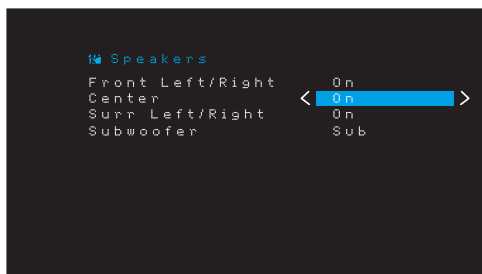 Speakers
Front Left/Right On
Center < On >
Surr Left/Right On
Subwoofer Sub